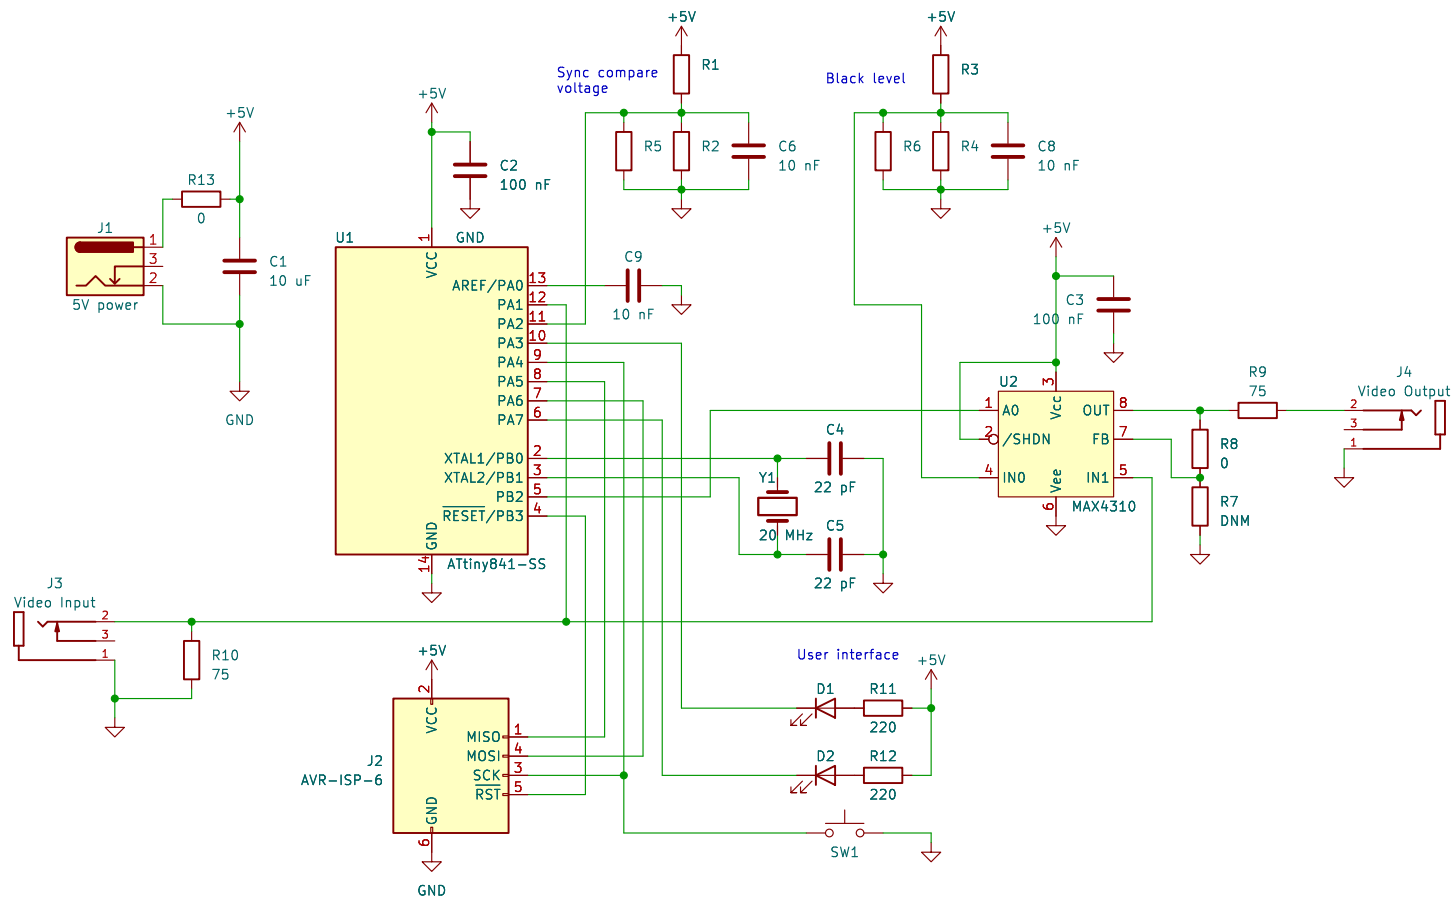 +5V
R1
Sync compare
voltage
R5
R2
C6
10 nF
+5V
R3
Black level
R6
R4
C8
10 nF
+5V
R13
0
J1
1
3
2
5V power
C1
10 uF
GND
+5V
C2
100 nF
GND
U1
1
VCC
AREF/PA0
13
PA1
12
PA2
11
PA3
10
PA4
9
PA5
8
PA6
7
PA7
6
XTAL1/PB0
2
XTAL2/PB1
3
PB2
5
RESET/PB3
4
GND
14
ATtiny841-SS
C9
10 nF
Y1
20 MHz
C4
22 pF
C5
22 pF
+5V
C3
100 nF
U2
3
Vcc
1
A0
2
/SHDN
4
IN0
OUT
8
FB
7
IN1
5
Vee
6
MAX4310
R9
75
R8
0
R7
DNM
J4
Video Output
2
3
1
J3
Video Input
2
3
1
R10
75
+5V
2
VCC
J2
AVR-ISP-6
MISO
1
MOSI
4
SCK
3
RST
5
GND
6
GND
User interface
+5V
D1
R11
220
D2
R12
220
SW1